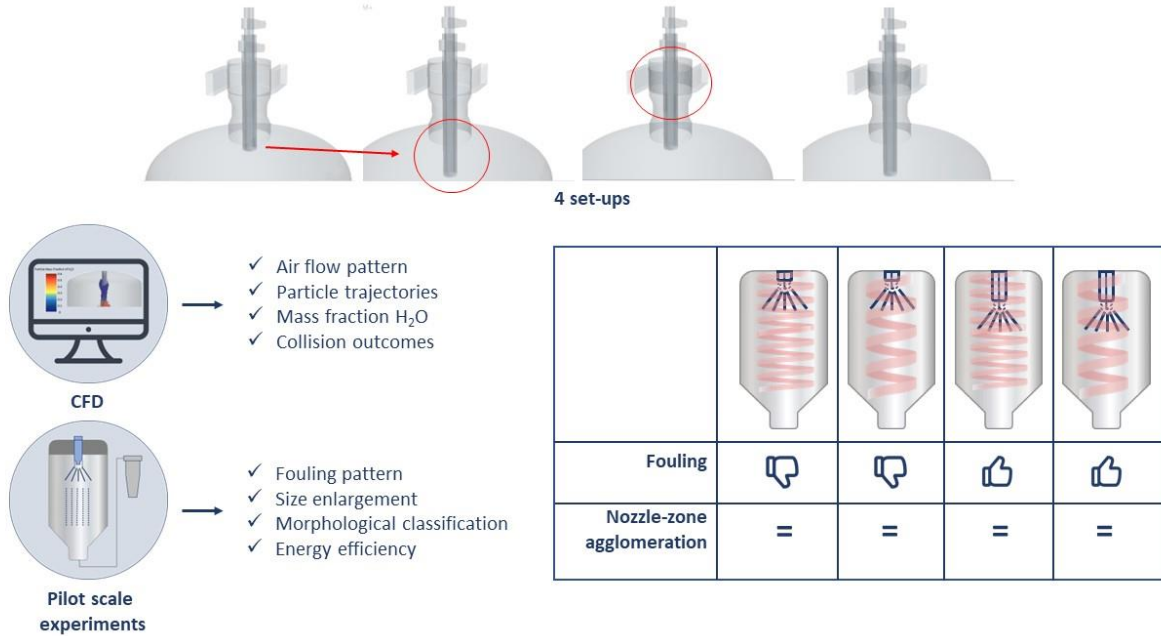 4 set-ups
✓ Air flow pattern
✓ Particle trajectories
✓ Mass fraction H₂O
✓ Collision outcomes
CFD
✓ Fouling pattern
✓ Size enlargement
✓ Morphological classification
✓ Energy efficiency
Pilot scale
experiments
Fouling
Nozzle-zone
agglomeration
= = = =